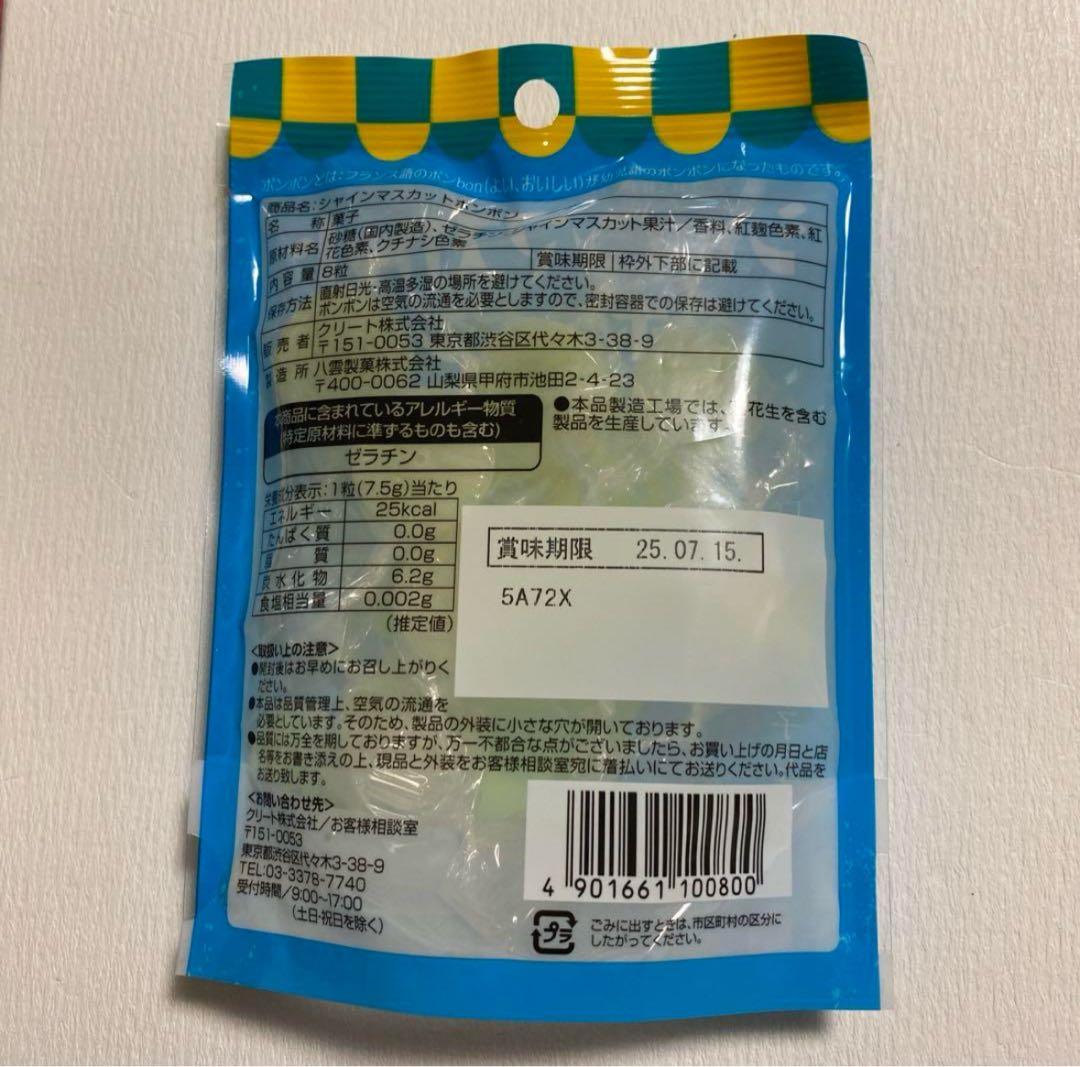 ボンボンとは:フランス語のボンbon(よい、おいしい)が幼児語のボンボンになったものです。
商品名:シャインマスカットボンボン
名 称 菓子
原材料名 砂糖(国内製造)、ゼラチン、シャインマスカット果汁/香料、紅麹色素、紅
花色素、クチナシ色素
内容量 8粒 賞味期限 枠外下部に記載
保存方法 直射日光・高温多湿の場所を避けてください。
ボンボンは空気の流通を必要としますので、密封容器での保存は避けてください。
販売者 クリート株式会社
〒151-0053 東京都渋谷区代々木3-38-9
製造所 八雲製菓株式会社
〒400-0062 山梨県甲府市池田2-4-23
本商品に含まれているアレルギー物質
(特定原材料に準ずるものも含む)
ゼラチン
●本品製造工場では、落花生を含む
製品を生産しています。
栄養成分表示:1粒(7.5g)当たり
エネルギー 25kcal
たんぱく質 0.0g
脂質 0.0g
炭水化物 6.2g
食塩相当量 0.002g
(推定値)
賞味期限 25.07.15.
5A72X
<取扱い上の注意>
●開封後はお早めにお召し上がりく
ださい。
●本品は品質管理上、空気の流通を
必要としています。そのため、製品の外装に小さな穴が開いております。
●品質には万全を期しておりますが、万一不都合な点がございましたら、お買い上げの月日と店
名等をお書き添えの上、現品と外装をお客様相談室宛に着払いにてお送りください。代品を
お送り致します。
<お問い合わせ先>
クリート株式会社/お客様相談室
〒151-0053
東京都渋谷区代々木3-38-9
TEL:03-3378-7740
受付時間/9:00~17:00
(土日・祝日を除く)
4 901661 100800
プラ
ごみに出すときは、市区町村の区分に
したがってください。